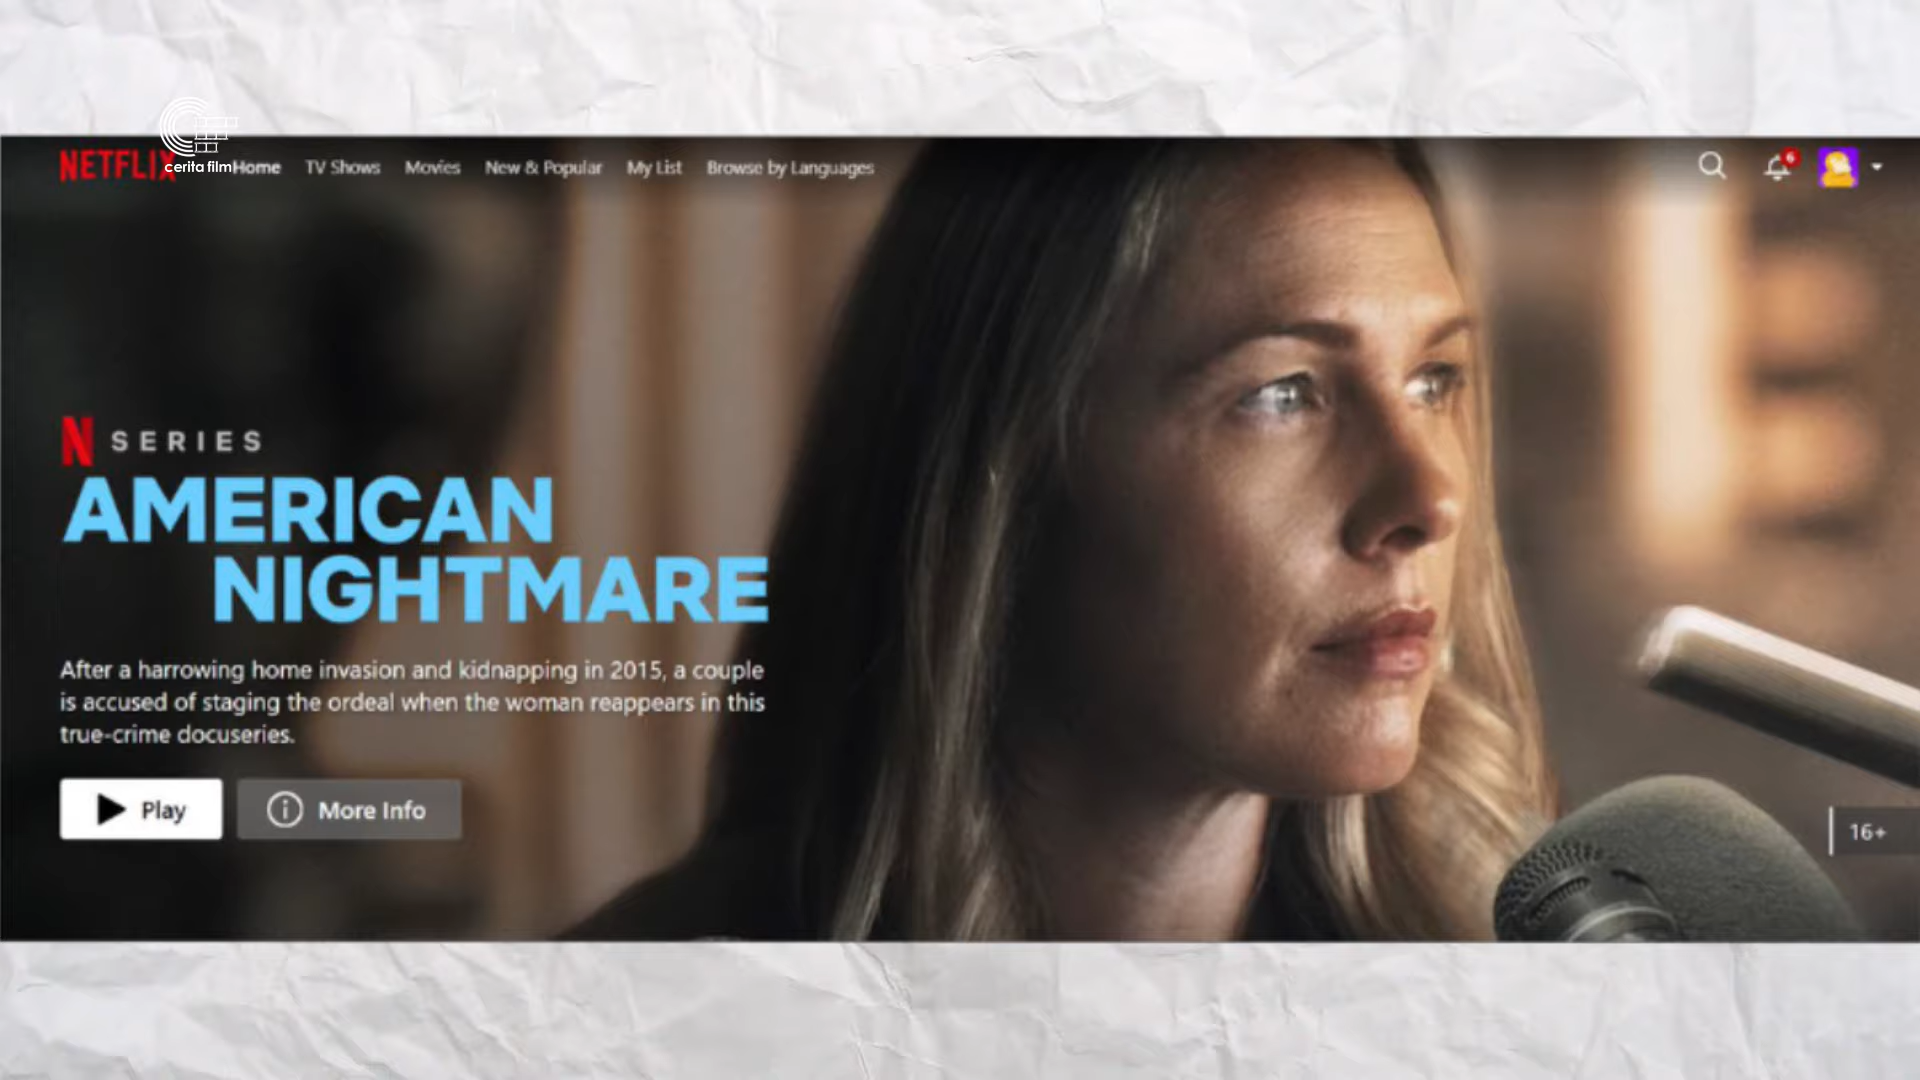 NETFLIX
cerita film
Home TV Shows Movies New & Popular My List Browse by Languages
6
N SERIES
AMERICAN
NIGHTMARE
After a harrowing home invasion and kidnapping in 2015, a couple
is accused of staging the ordeal when the woman reappears in this
true-crime docuseries.
Play More Info
16+